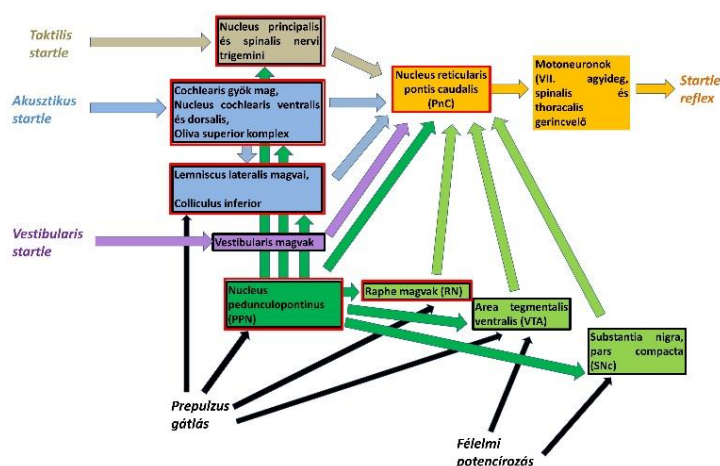 Taktilis
startle
Nucleus principalis
és spinalis nervi
trigemini
Akusztikus
startle
Cochlearis gyök mag,
Nucleus cochlearis ventralis
és dorsalis,
Oliva superior komplex
Nucleus reticularis
pontis caudalis
(PnC)
Motoneuronok
(VII. agyideg,
spinalis és
thoracalis
gerincvelő
Startle
reflex
Lemniscus lateralis magvai,
Colliculus inferior
Vestibularis
startle
Vestibularis magvak
Nucleus
pedunculopontinus
(PPN)
Raphe magvak (RN)
Area tegmentalis
ventralis (VTA)
Substantia nigra,
pars compacta
(SNc)
Prepulzus
gátlás
Félelmi
potencírozás